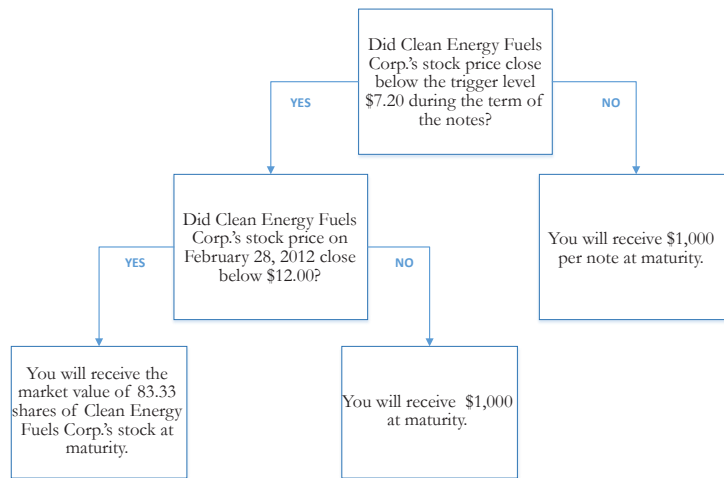 Did Clean Energy Fuels
Corp.'s stock price close
below the trigger level
$7.20 during the term of
the notes?
YES
NO
Did Clean Energy Fuels
Corp.'s stock price on
February 28, 2012 close
below $12.00?
You will receive $1,000
per note at maturity.
YES
NO
You will receive the
market value of 83.33
shares of Clean Energy
Fuels Corp.'s stock at
maturity.
You will receive $1,000
at maturity.